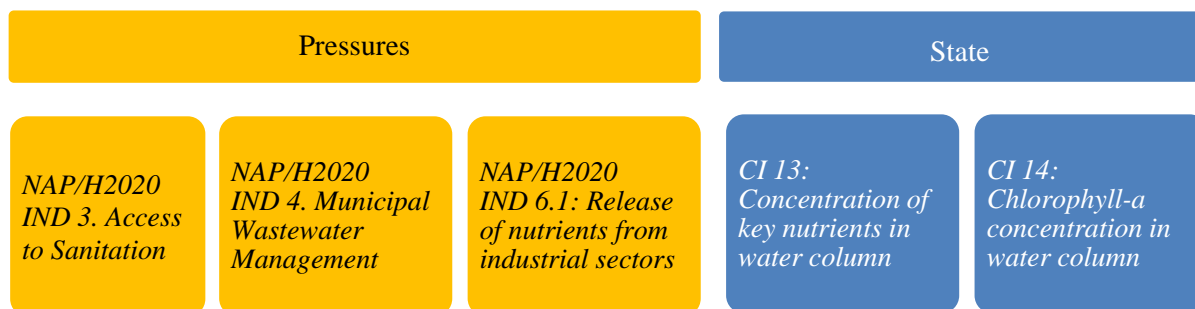 Pressures
State
NAP/H2020
IND 3. Access
to Sanitation
NAP/H2020
IND 4. Municipal
Wastewater
Management
NAP/H2020
IND 6.1: Release
of nutrients from
industrial sectors
CI 13:
Concentration of
key nutrients in
water column
CI 14:
Chlorophyll-a
concentration in
water column